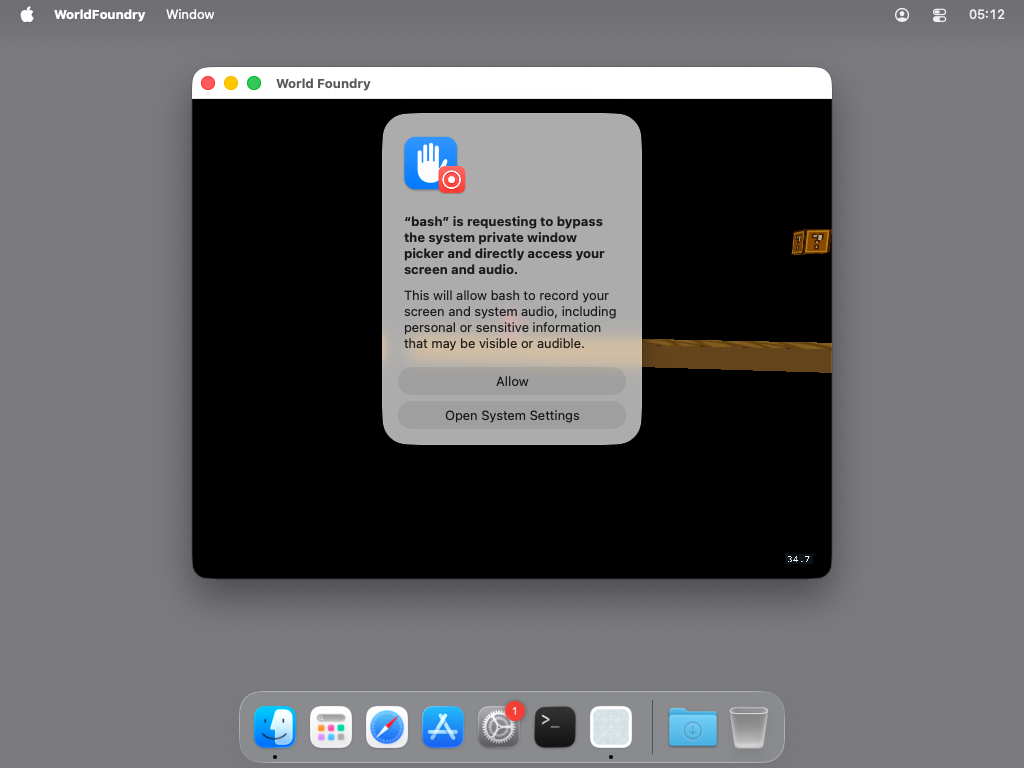 WorldFoundry Window 05:12
World Foundry
“bash” is requesting to bypass
the system private window
picker and directly access your
screen and audio.
This will allow bash to record your
screen and system audio, including
personal or sensitive information
that may be visible or audible.
Allow
Open System Settings
?
34.7
1
>_